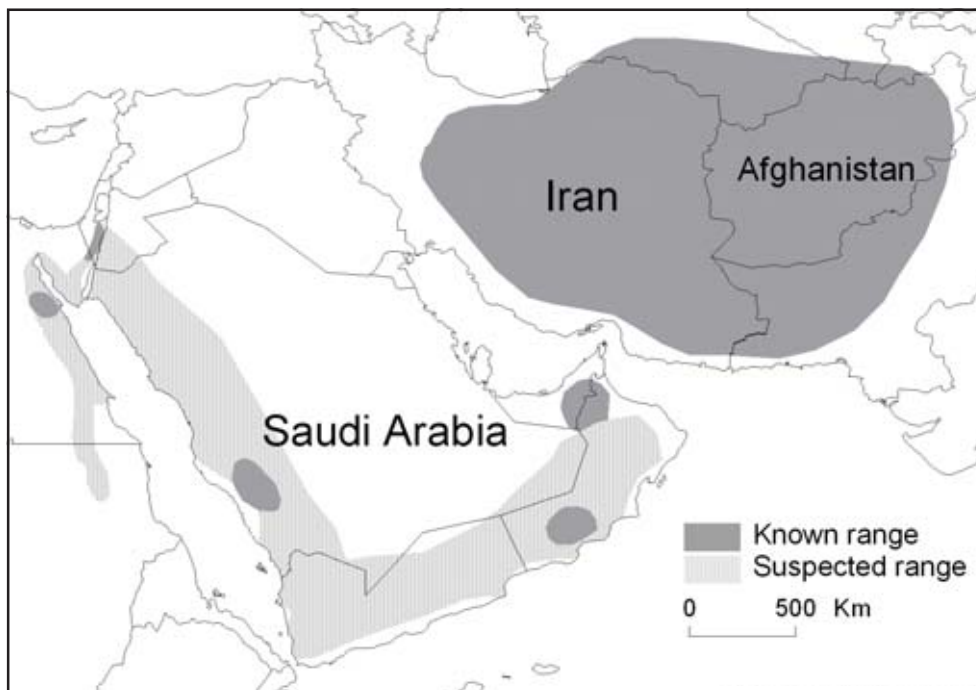 Iran
Afghanistan
Saudi Arabia
Known range
Suspected range
0 500 Km